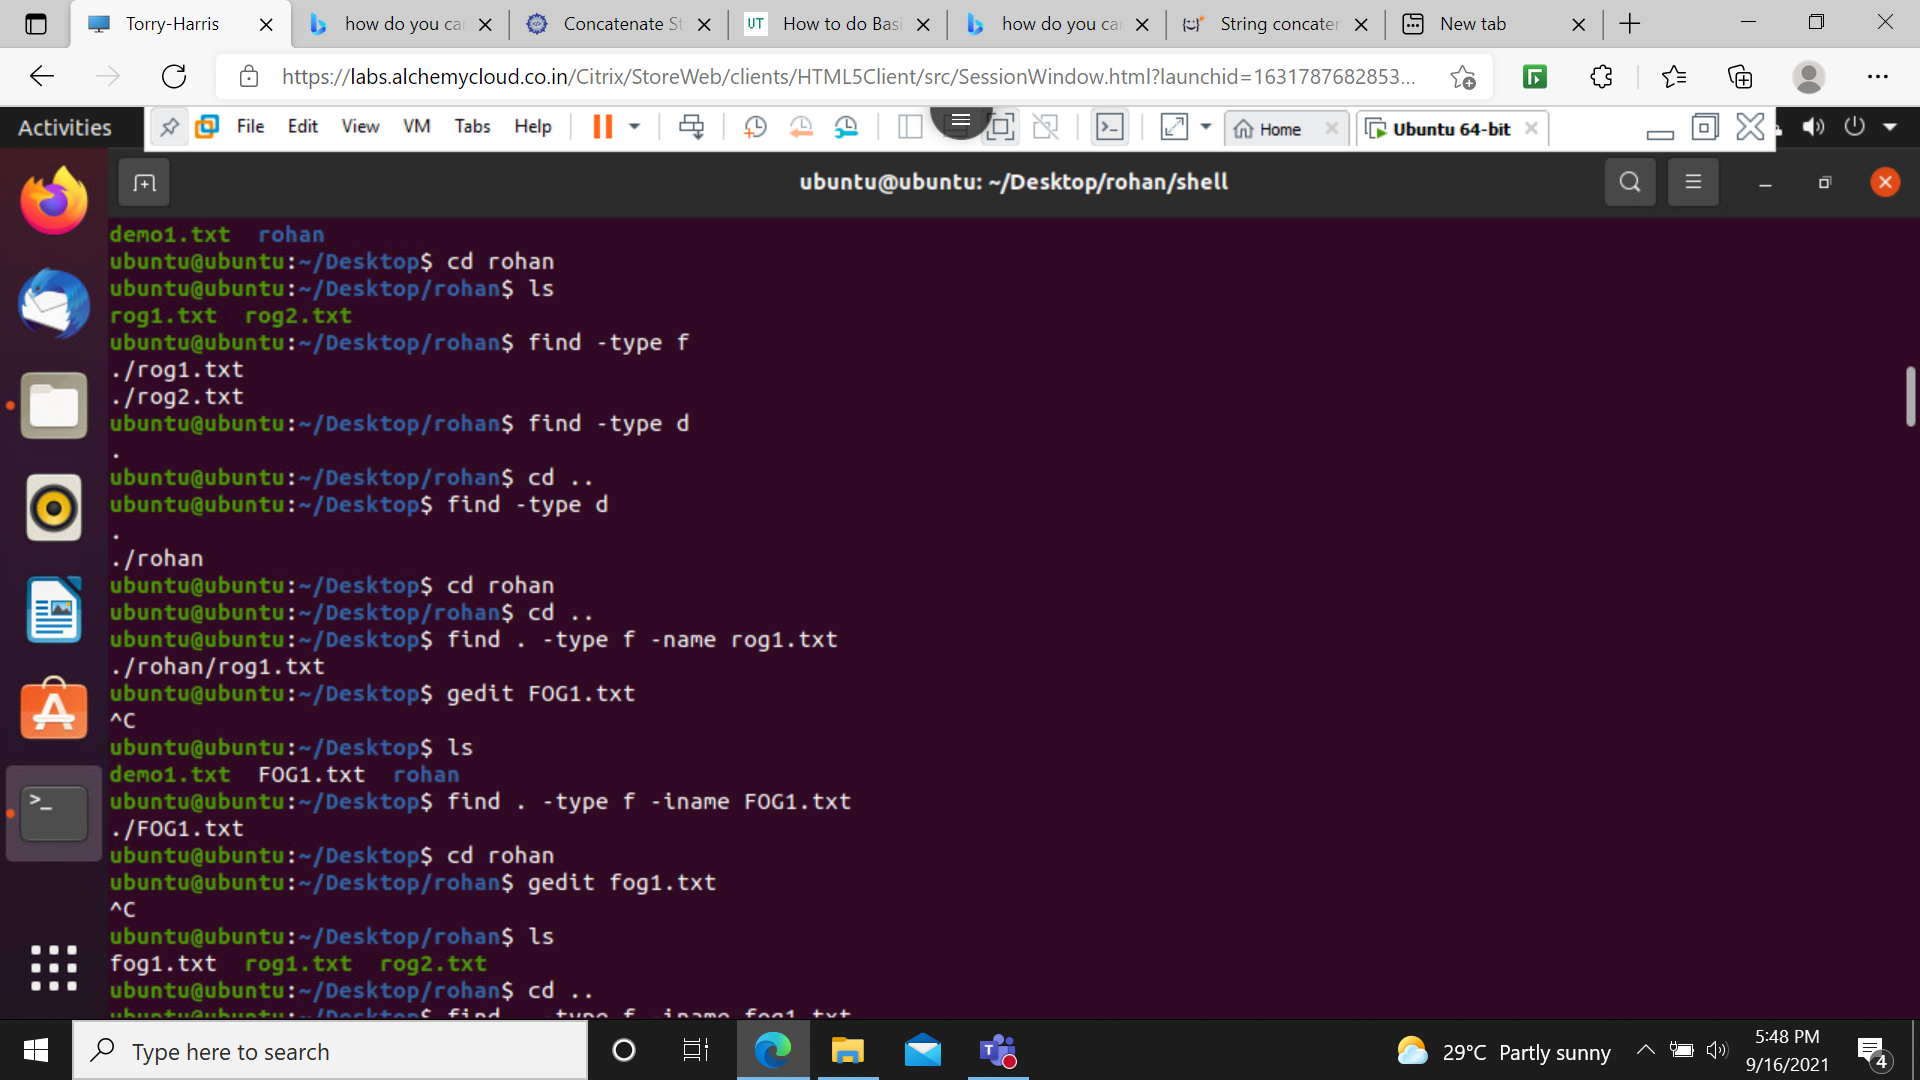 Torry-Harris
how do you ca
Concatenate St
How to do Basi
how do you ca
String concater
New tab
https://labs.alchemycloud.co.in/Citrix/StoreWeb/clients/HTML5Client/src/SessionWindow.html?launchid=1631787682853...
Activities
File Edit View VM Tabs Help
Home
Ubuntu 64-bit
ubuntu@ubuntu: ~/Desktop/rohan/shell
demo1.txt rohan
ubuntu@ubuntu:~/Desktop$ cd rohan
ubuntu@ubuntu:~/Desktop/rohan$ ls
rog1.txt rog2.txt
ubuntu@ubuntu:~/Desktop/rohan$ find -type f
./rog1.txt
./rog2.txt
ubuntu@ubuntu:~/Desktop/rohan$ find -type d
.
ubuntu@ubuntu:~/Desktop/rohan$ cd ..
ubuntu@ubuntu:~/Desktop$ find -type d
.
./rohan
ubuntu@ubuntu:~/Desktop$ cd rohan
ubuntu@ubuntu:~/Desktop/rohan$ cd ..
ubuntu@ubuntu:~/Desktop$ find . -type f -name rog1.txt
./rohan/rog1.txt
ubuntu@ubuntu:~/Desktop$ gedit FOG1.txt
^C
ubuntu@ubuntu:~/Desktop$ ls
demo1.txt FOG1.txt rohan
ubuntu@ubuntu:~/Desktop$ find . -type f -iname FOG1.txt
./FOG1.txt
ubuntu@ubuntu:~/Desktop$ cd rohan
ubuntu@ubuntu:~/Desktop/rohan$ gedit fog1.txt
^C
ubuntu@ubuntu:~/Desktop/rohan$ ls
fog1.txt rog1.txt rog2.txt
ubuntu@ubuntu:~/Desktop/rohan$ cd ..
ubuntu@ubuntu:~/Desktop$ find . -type f -iname fog1.txt
Type here to search
29°C Partly sunny
5:48 PM
9/16/2021
4